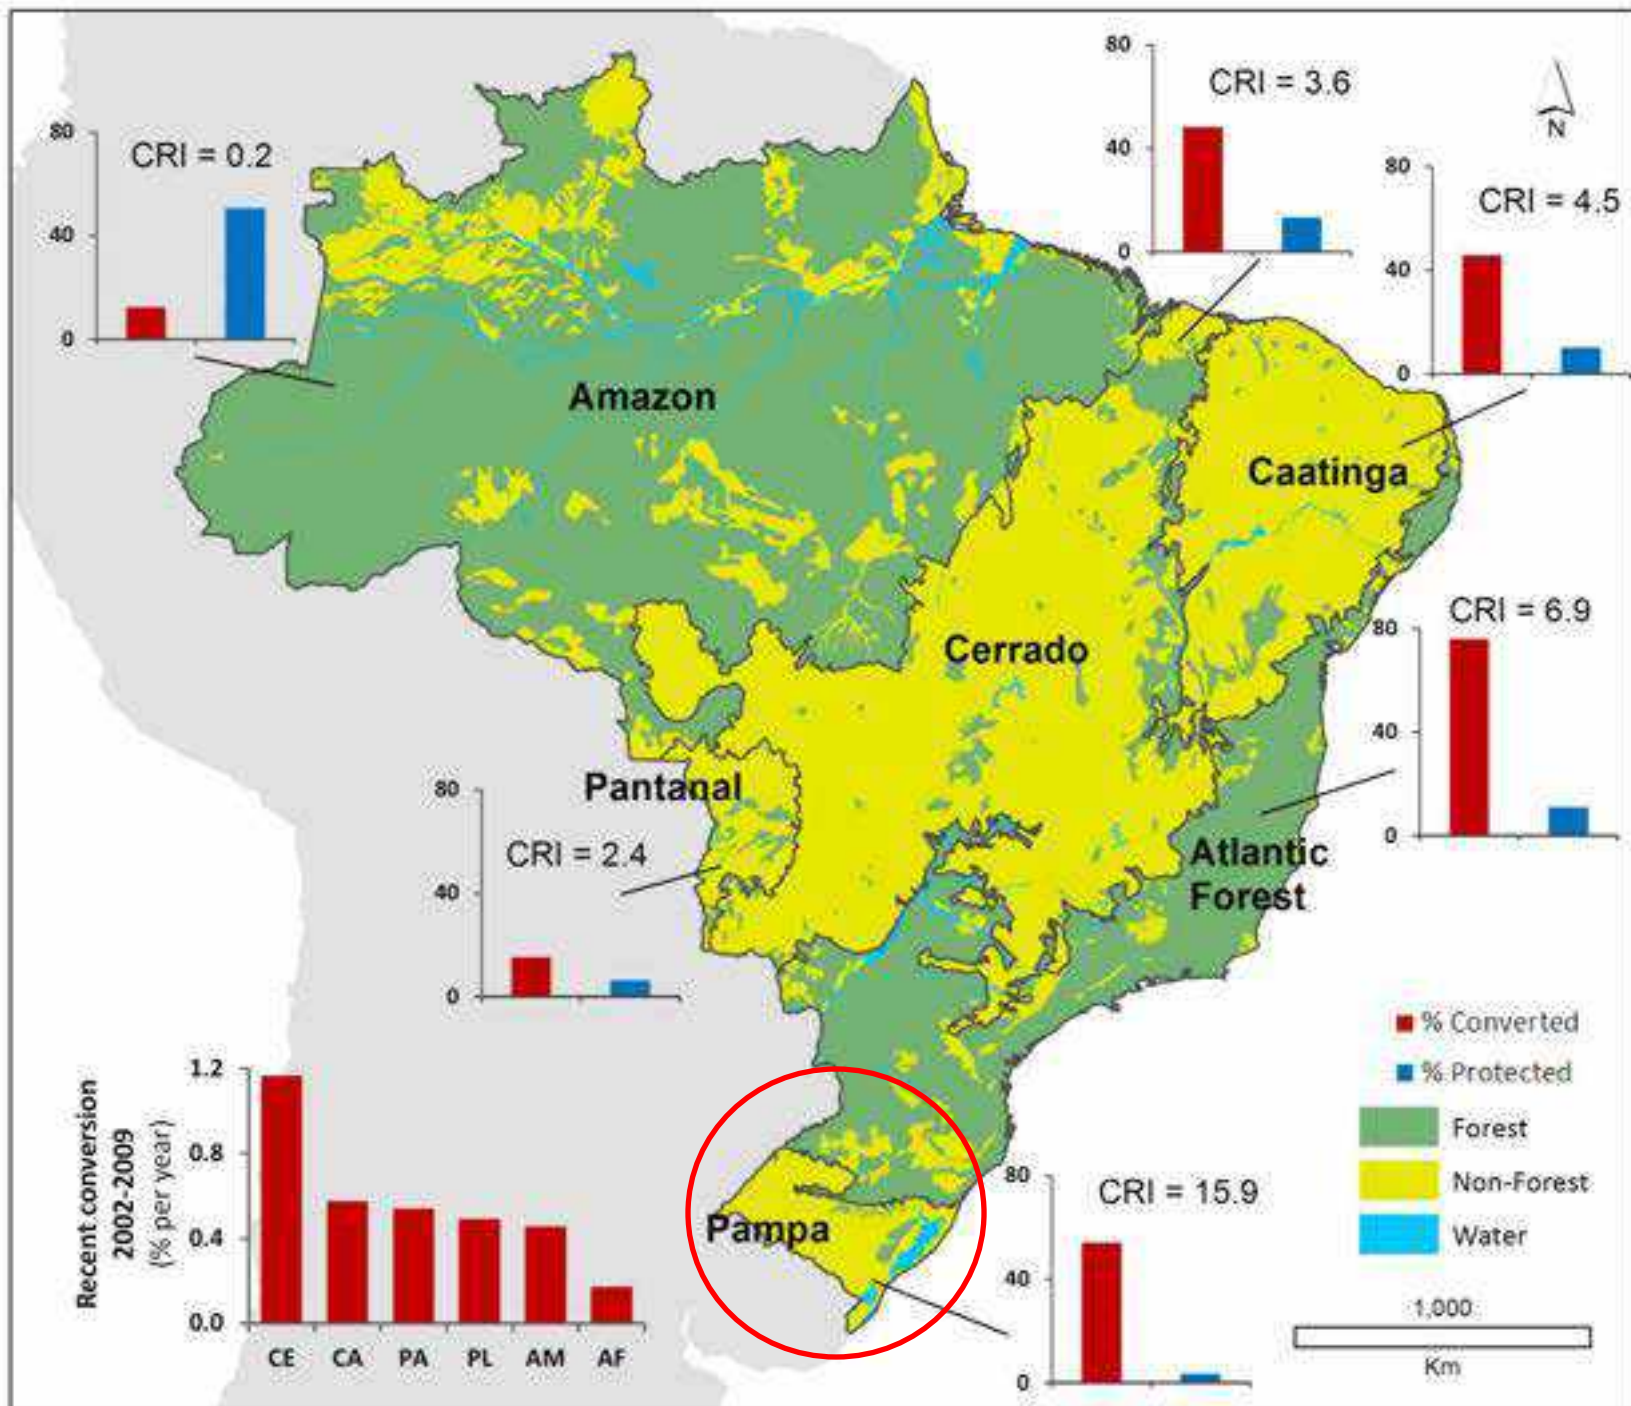 80
40
0
CRI = 0.2
80
40
0
CRI = 3.6
N
80
40
0
CRI = 4.5
Amazon
Caatinga
Cerrado
80
40
0
CRI = 6.9
Pantanal
80
40
0
CRI = 2.4
Atlantic
Forest
Recent conversion
2002-2009
(% per year)
1.2
0.8
0.4
0.0
CE CA PA PL AM AF
Pampa
80
40
0
CRI = 15.9
% Converted
% Protected
Forest
Non-Forest
Water
1,000
Km